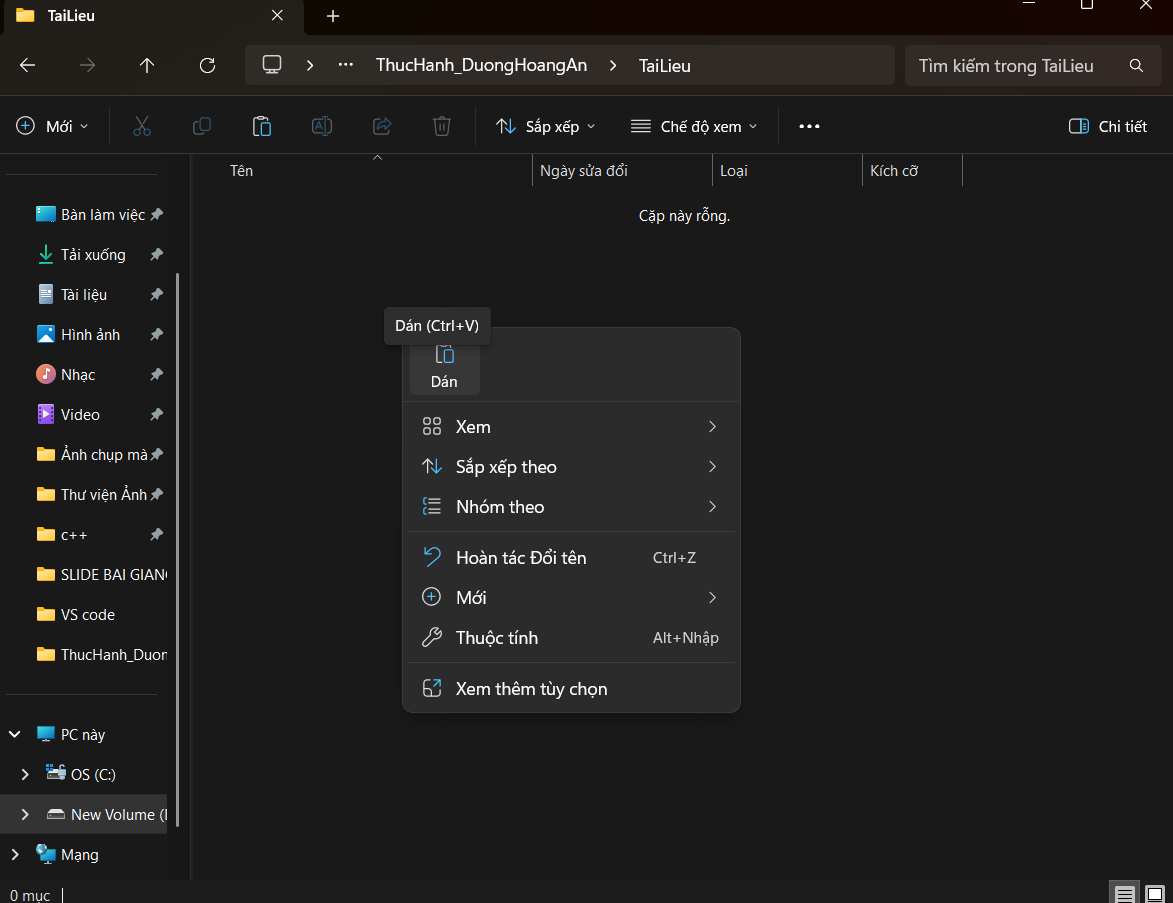 TaiLieu
ThucHanh_DuongHoangAn
TaiLieu
Tìm kiếm trong TaiLieu
Mới
Sắp xếp
Chế độ xem
Chi tiết
Tên
Ngày sửa đổi
Loại
Kích cỡ
Cặp này rỗng.
Bàn làm việc
Tải xuống
Tài liệu
Hình ảnh
Nhạc
Video
Ảnh chụp mà
Thư viện Ảnh
c++
SLIDE BAI GIAN
VS code
ThucHanh_Duon
PC này
OS (C:)
New Volume (
Mạng
Dán (Ctrl+V)
Dán
Xem
Sắp xếp theo
Nhóm theo
Hoàn tác Đổi tên Ctrl+Z
Mới
Thuộc tính Alt+Nhập
Xem thêm tùy chọn
0 mục